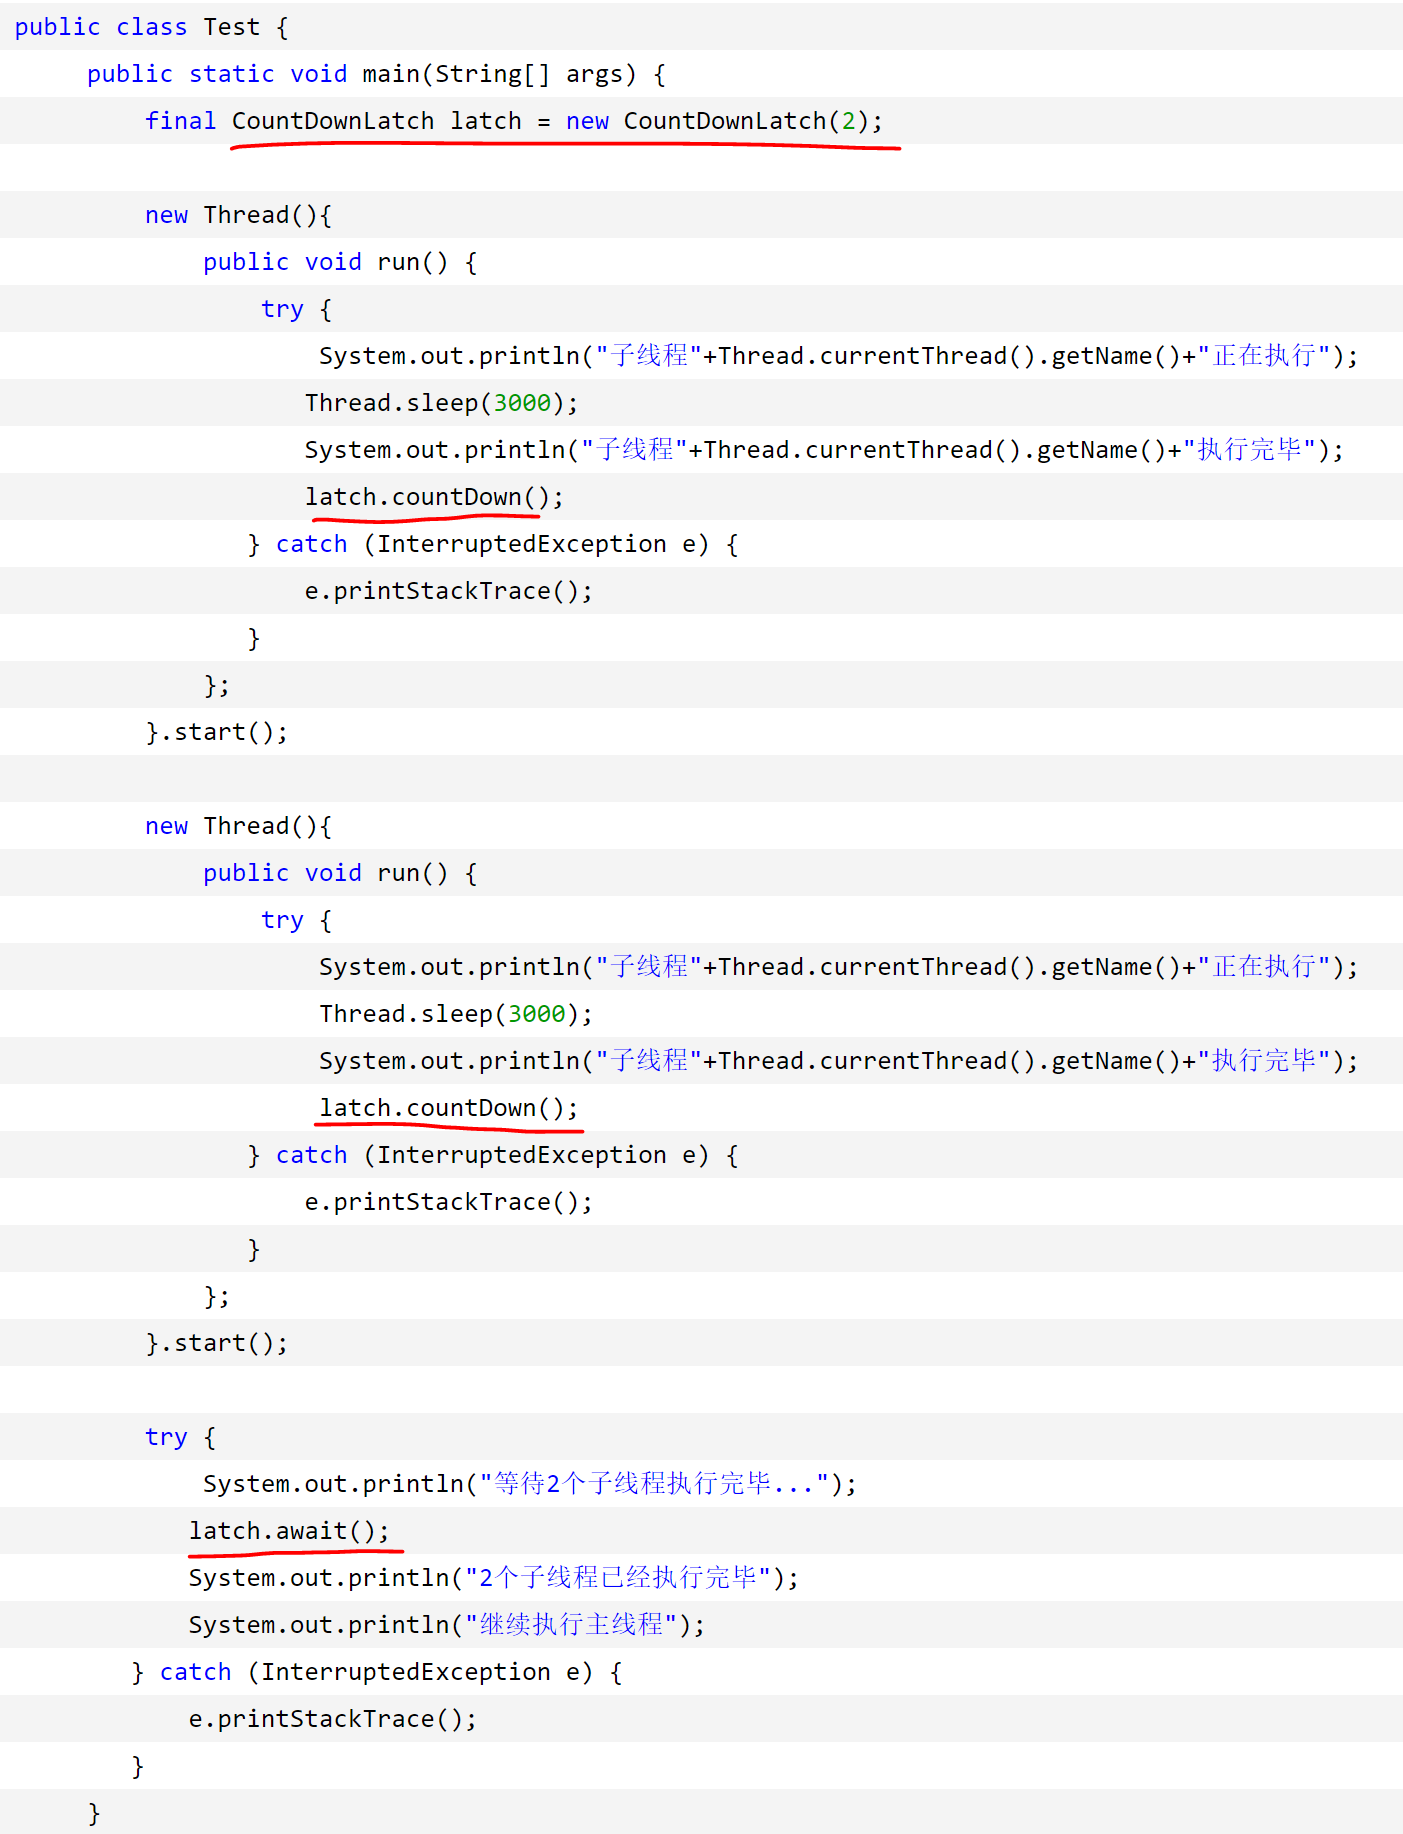 public class Test {
public static void main(String[] args) {
final CountDownLatch latch = new CountDownLatch(2);
new Thread(){
public void run() {
try {
System.out.println("子线程"+Thread.currentThread().getName()+"正在执行");
Thread.sleep(3000);
System.out.println("子线程"+Thread.currentThread().getName()+"执行完毕");
latch.countDown();
} catch (InterruptedException e) {
e.printStackTrace();
}
};
}.start();
new Thread(){
public void run() {
try {
System.out.println("子线程"+Thread.currentThread().getName()+"正在执行");
Thread.sleep(3000);
System.out.println("子线程"+Thread.currentThread().getName()+"执行完毕");
latch.countDown();
} catch (InterruptedException e) {
e.printStackTrace();
}
};
}.start();
try {
System.out.println("等待2个子线程执行完毕...");
latch.await();
System.out.println("2个子线程已经执行完毕");
System.out.println("继续执行主线程");
} catch (InterruptedException e) {
e.printStackTrace();
}
}